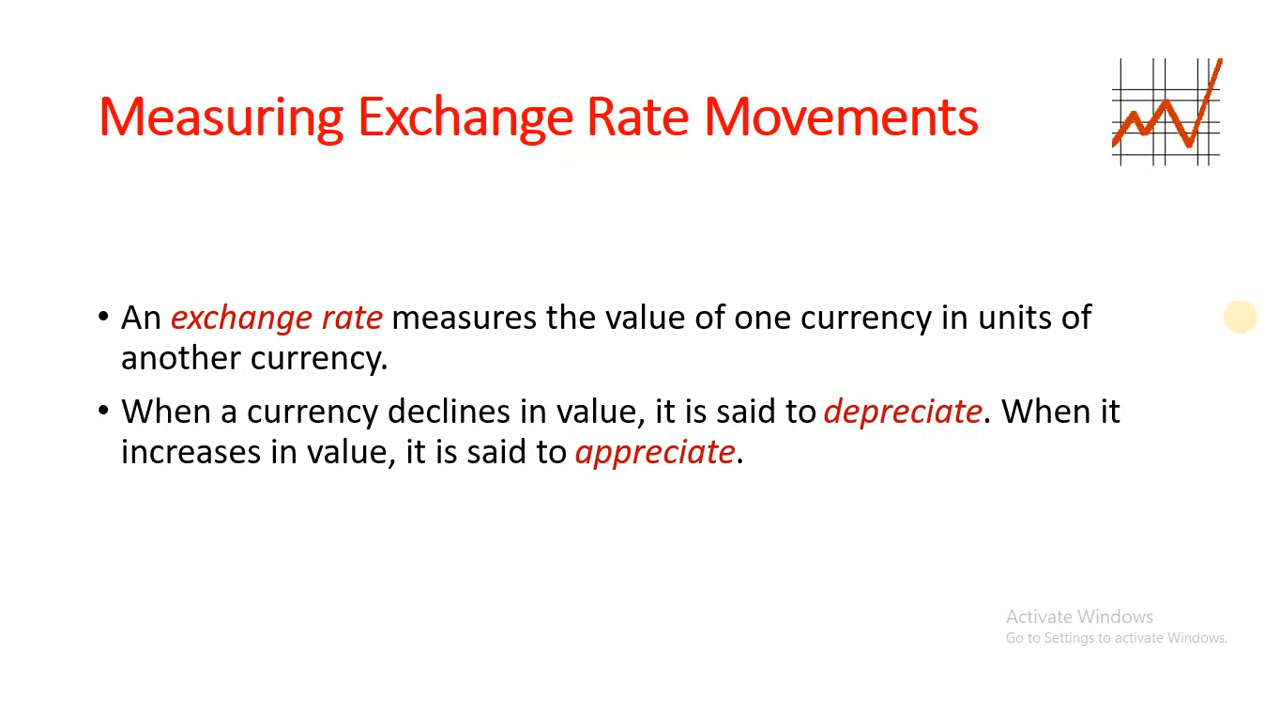 Measuring Exchange Rate Movements
• An exchange rate measures the value of one currency in units of
another currency.
• When a currency declines in value, it is said to depreciate. When it
increases in value, it is said to appreciate.
Activate Windows
Go to Settings to activate Windows.